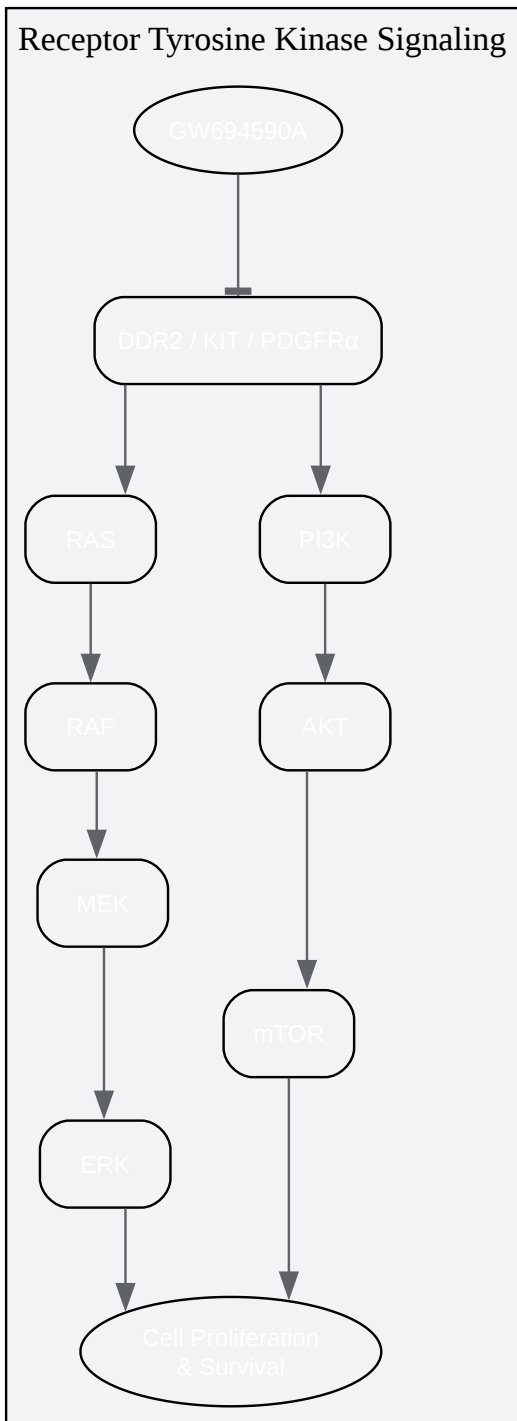 Receptor Tyrosine Kinase Signaling
GW694590A
DDR2 / KIT / PDGFRα
RAS
PI3K
RAF
AKT
MEK
mTOR
ERK
Cell Proliferation
& Survival